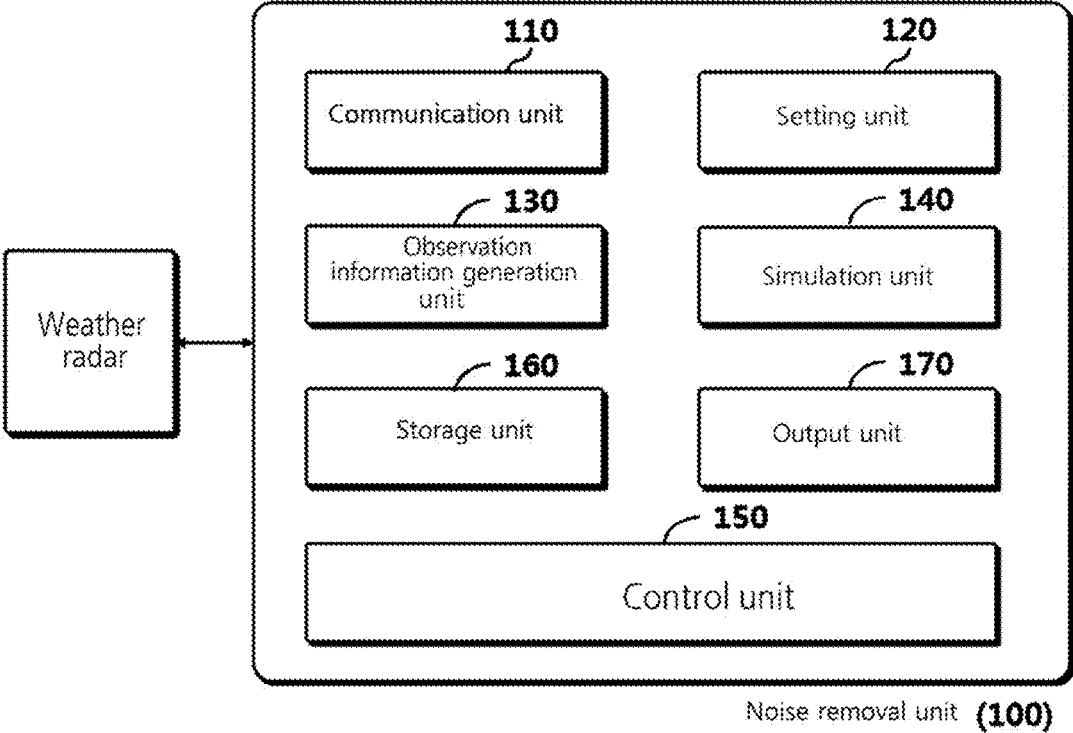 110
120
Communication unit
Setting unit
130
140
Observation
information generation
unit
Simulation unit
Weather
radar
160
170
Storage unit
Output unit
150
Control unit
Noise removal unit (100)